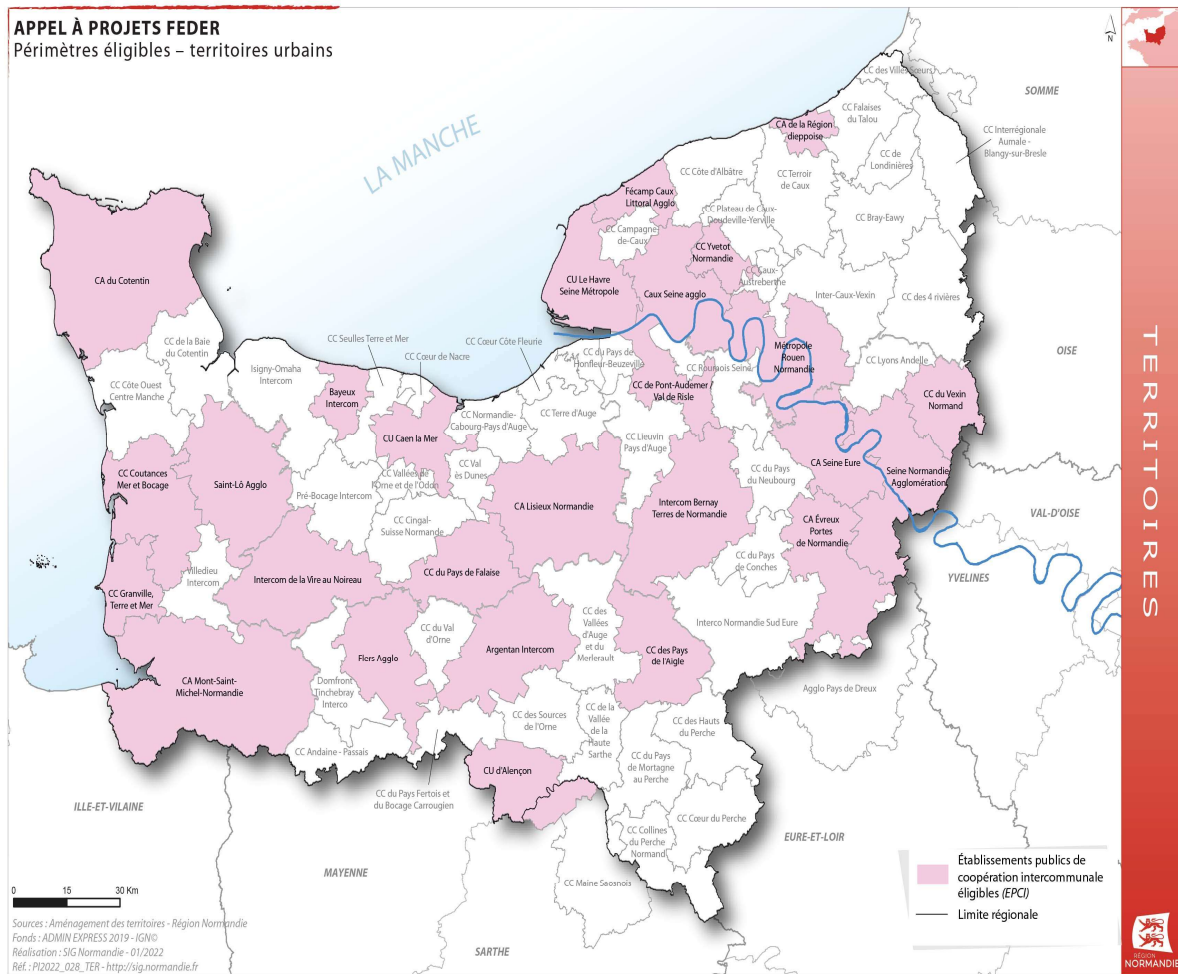 APPEL À PROJETS FEDER
Périmètres éligibles – territoires urbains
N
LA MANCHE
SOMME
OISE
VAL-D'OISE
YVELINES
EURE-ET-LOIR
SARTHE
MAYENNE
ILLE-ET-VILAINE
CC des Villes Sœurs
CC Falaises
du Talou
CC Interrégionale
Aumale -
Blangy-sur-Bresle
CA de la Région
dieppoise
CC de
Londinières
CC Côte d'Albâtre
CC Terroir
de Caux
Fécamp Caux
Littoral Agglo
CC Plateau de Caux-
Doudeville-Yerville
CC Bray-Eawy
CC Campagne-
de-Caux
CC Yvetot
Normandie
CC Caux-
Austreberthe
CU Le Havre
Seine Métropole
Caux Seine agglo
Inter-Caux-Vexin
CC des 4 rivières
CA du Cotentin
CC de la Baie
du Cotentin
CC Seulles Terre et Mer
CC Cœur de Nacre
CC Cœur Côte Fleurie
CC du Pays de
Honfleur-Beuzeville
CC Roumois Seine
Métropole
Rouen
Normandie
CC Lyons Andelle
CC Côte Ouest
Centre Manche
Isigny-Omaha
Intercom
Bayeux
Intercom
CC de Pont-Audemer /
Val de Risle
CC du Vexin
Normand
CC Normandie-
Cabourg-Pays d'Auge
CC Terre d'Auge
CU Caen la Mer
CC Lieuvin
Pays d'Auge
CC Coutances
Mer et Bocage
Saint-Lô Agglo
CC Vallées de
l'Orne et de l'Odon
CC Val
ès Dunes
CC du Pays
du Neubourg
CA Seine Eure
Seine Normandie
Agglomération
Pré-Bocage Intercom
CA Lisieux Normandie
Intercom Bernay
Terres de Normandie
CC Cingal-
Suisse Normande
CA Évreux
Portes
de Normandie
CC du Pays
de Conches
Villedieu
Intercom
Intercom de la Vire au Noireau
CC du Pays de Falaise
CC Granville,
Terre et Mer
CC du Val
d'Orne
CC des
Vallées
d'Auge
et du
Merlerault
Interco Normandie Sud Eure
Argentan Intercom
CC des Pays
de l'Aigle
Flers Agglo
CA Mont-Saint-
Michel-Normandie
Domfront
Tinchebray
Interco
Agglo Pays de Dreux
CC des Sources
de l'Orne
CC de la
Vallée
de la
Haute
Sarthe
CC des Hauts
du Perche
CC Andaine - Passais
CC du Pays
de Mortagne
au Perche
CU d'Alençon
CC du Pays Fertois et
du Bocage Carrougien
CC Cœur du Perche
CC Collines
du Perche
Normand
CC Maine Saosnois
Établissements publics de
coopération intercommunale
éligibles (EPCI)
Limite régionale
0 15 30 Km
Sources : Aménagement des territoires - Région Normandie
Fonds : ADMIN EXPRESS 2019 - IGN©
Réalisation : SIG Normandie - 01/2022
Réf. : PI2022_028_TER - http://sig.normandie.fr
TERRITOIRES
RÉGION
NORMANDIE